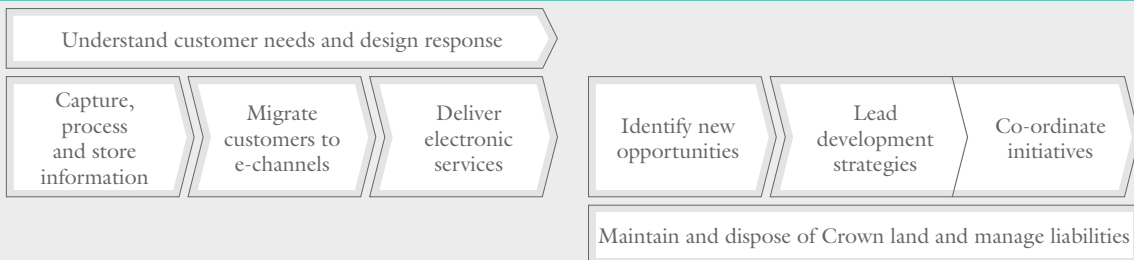 Understand customer needs and design response
Capture,
process
and store
information
Migrate
customers to
e-channels
Deliver
electronic
services
Identify new
opportunities
Lead
development
strategies
Co-ordinate
initiatives
Maintain and dispose of Crown land and manage liabilities